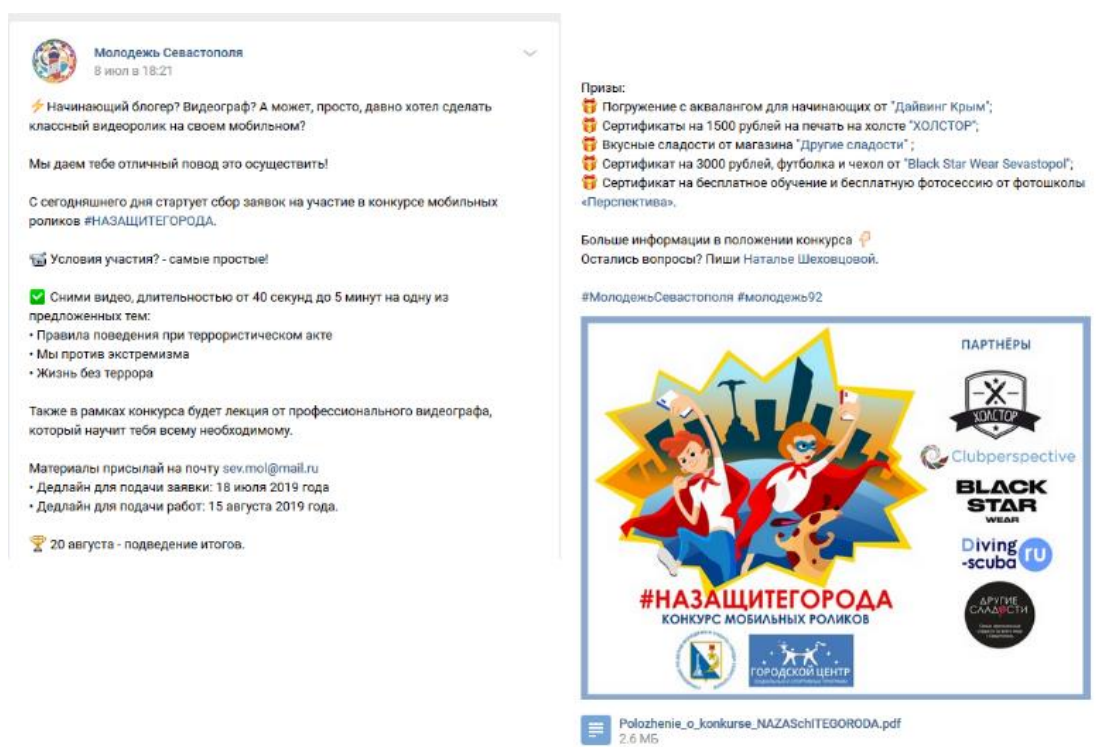 Молодежь Севастополя
8 июл в 18:21
Начинающий блогер? Видеограф? А может, просто, давно хотел сделать
классный видеоролик на своем мобильном?
Мы даем тебе отличный повод это осуществить!
С сегодняшнего дня стартует сбор заявок на участие в конкурсе мобильных
роликов #НАЗАЩИТЕГОРОДА.
Условия участия? - самые простые!
Сними видео, длительностью от 40 секунд до 5 минут на одну из
предложенных тем:
• Правила поведения при террористическом акте
• Мы против экстремизма
• Жизнь без террора
Также в рамках конкурса будет лекция от профессионального видеографа,
который научит тебя всему необходимому.
Материалы присылай на почту sev.mol@mail.ru
• Дедлайн для подачи заявки: 18 июля 2019 года
• Дедлайн для подачи работ: 15 августа 2019 года.
20 августа - подведение итогов.
Призы:
Погружение с аквалангом для начинающих от "Дайвинг Крым";
Сертификаты на 1500 рублей на печать на холсте "ХОЛСТОР";
Вкусные сладости от магазина "Другие сладости" ;
Сертификат на 3000 рублей, футболка и чехол от "Black Star Wear Sevastopol";
Сертификат на бесплатное обучение и бесплатную фотосессию от фотошколы
«Перспектива».
Больше информации в положении конкурса
Остались вопросы? Пиши Наталье Шеховцовой.
#МолодежьСевастополя #молодежь92
ПАРТНЁРЫ
ХОЛСТОР
Clubperspective
BLACK
STAR
WEAR
Diving
-scuba ru
ДРУГИЕ
СЛАДОСТИ
#НАЗАЩИТЕГОРОДА
КОНКУРС МОБИЛЬНЫХ РОЛИКОВ
ГОРОДСКОЙ ЦЕНТР
Polozhenie_o_konkurse_NAZASchITEGORODA.pdf
2.6 МБ